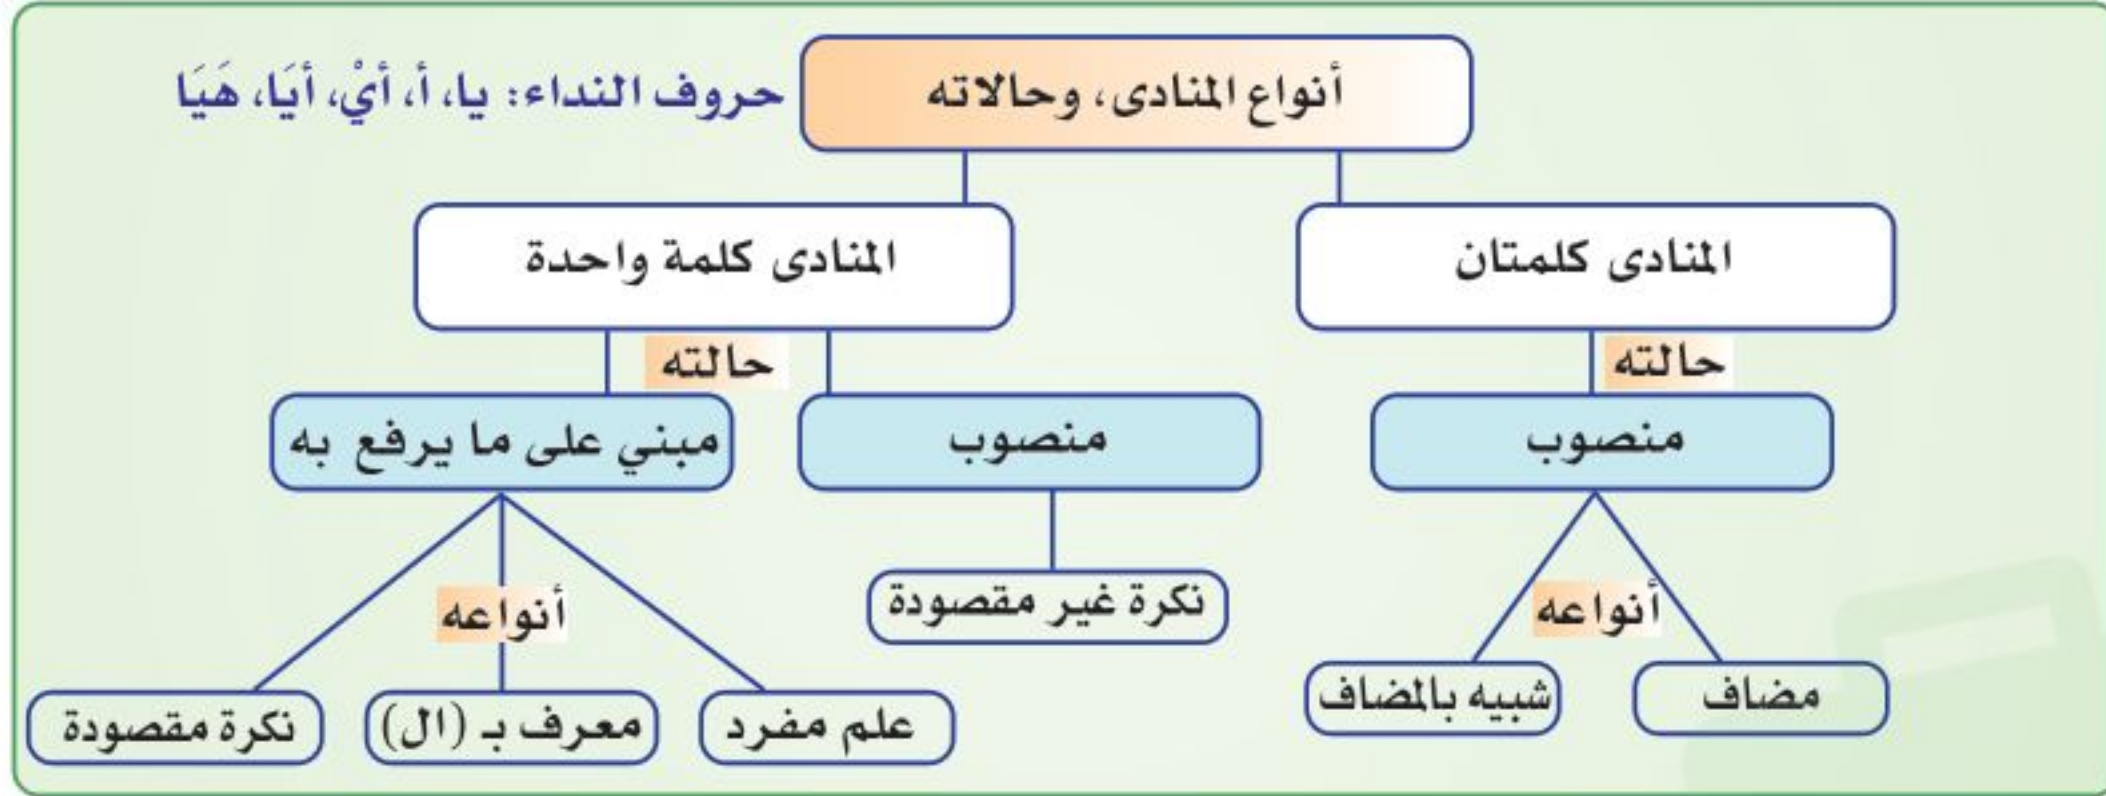 أنواع المنادى، وحالاته
حروف النداء: يا، أ، أيْ، أيَا، هَيَا
المنادى كلمتان
المنادى كلمة واحدة
حالته
حالته
منصوب
منصوب
مبني على ما يرفع به
أنواعه
نكرة غير مقصودة
أنواعه
مضاف
شبيه بالمضاف
علم مفرد
معرف بـ (ال)
نكرة مقصودة